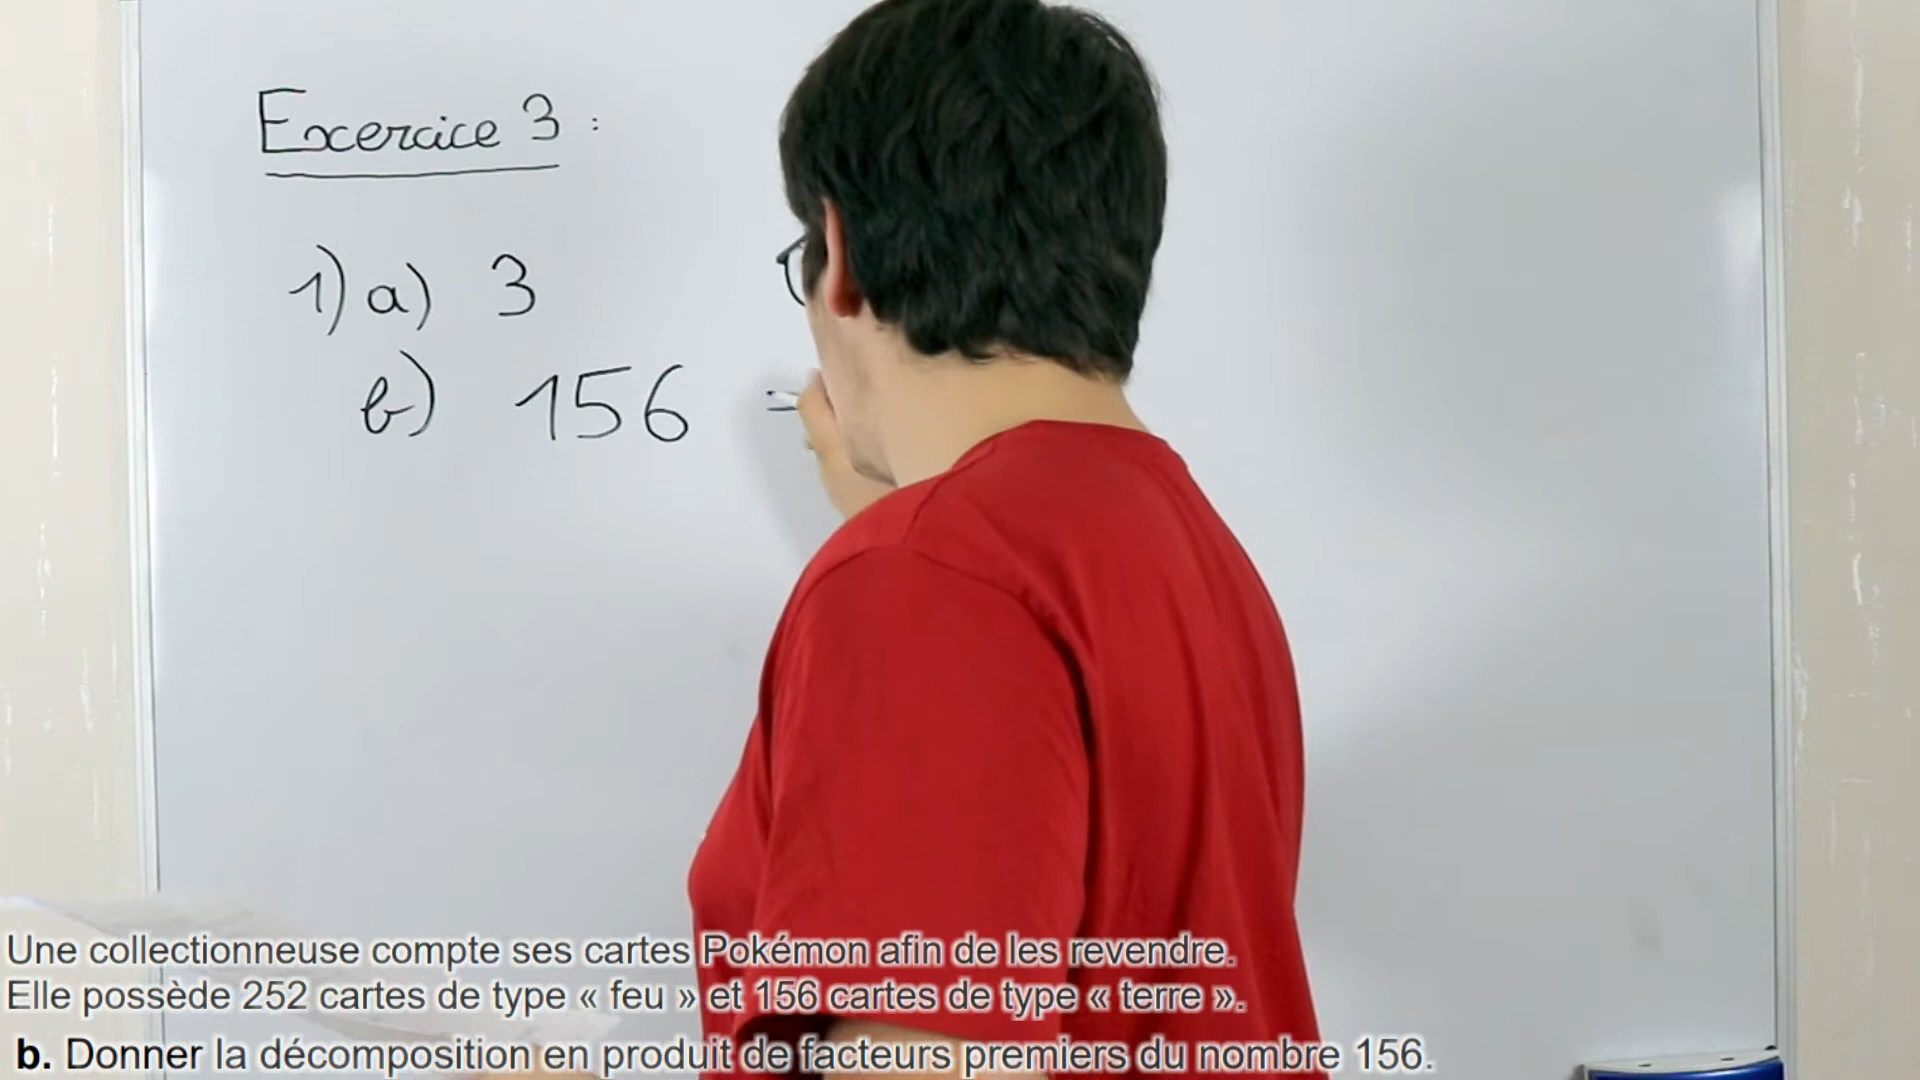 Exercice 3 :
1) a) 3
b) 156 =
Une collectionneuse compte ses cartes Pokémon afin de les revendre.
Elle possède 252 cartes de type « feu » et 156 cartes de type « terre ».
b. Donner la décomposition en produit de facteurs premiers du nombre 156.